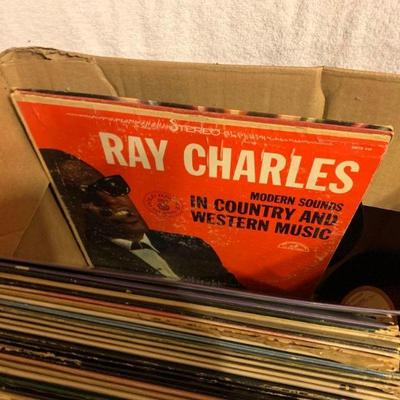 STEREO
RAY CHARLES
MODERN SOUNDS
IN COUNTRY AND
WESTERN MUSIC